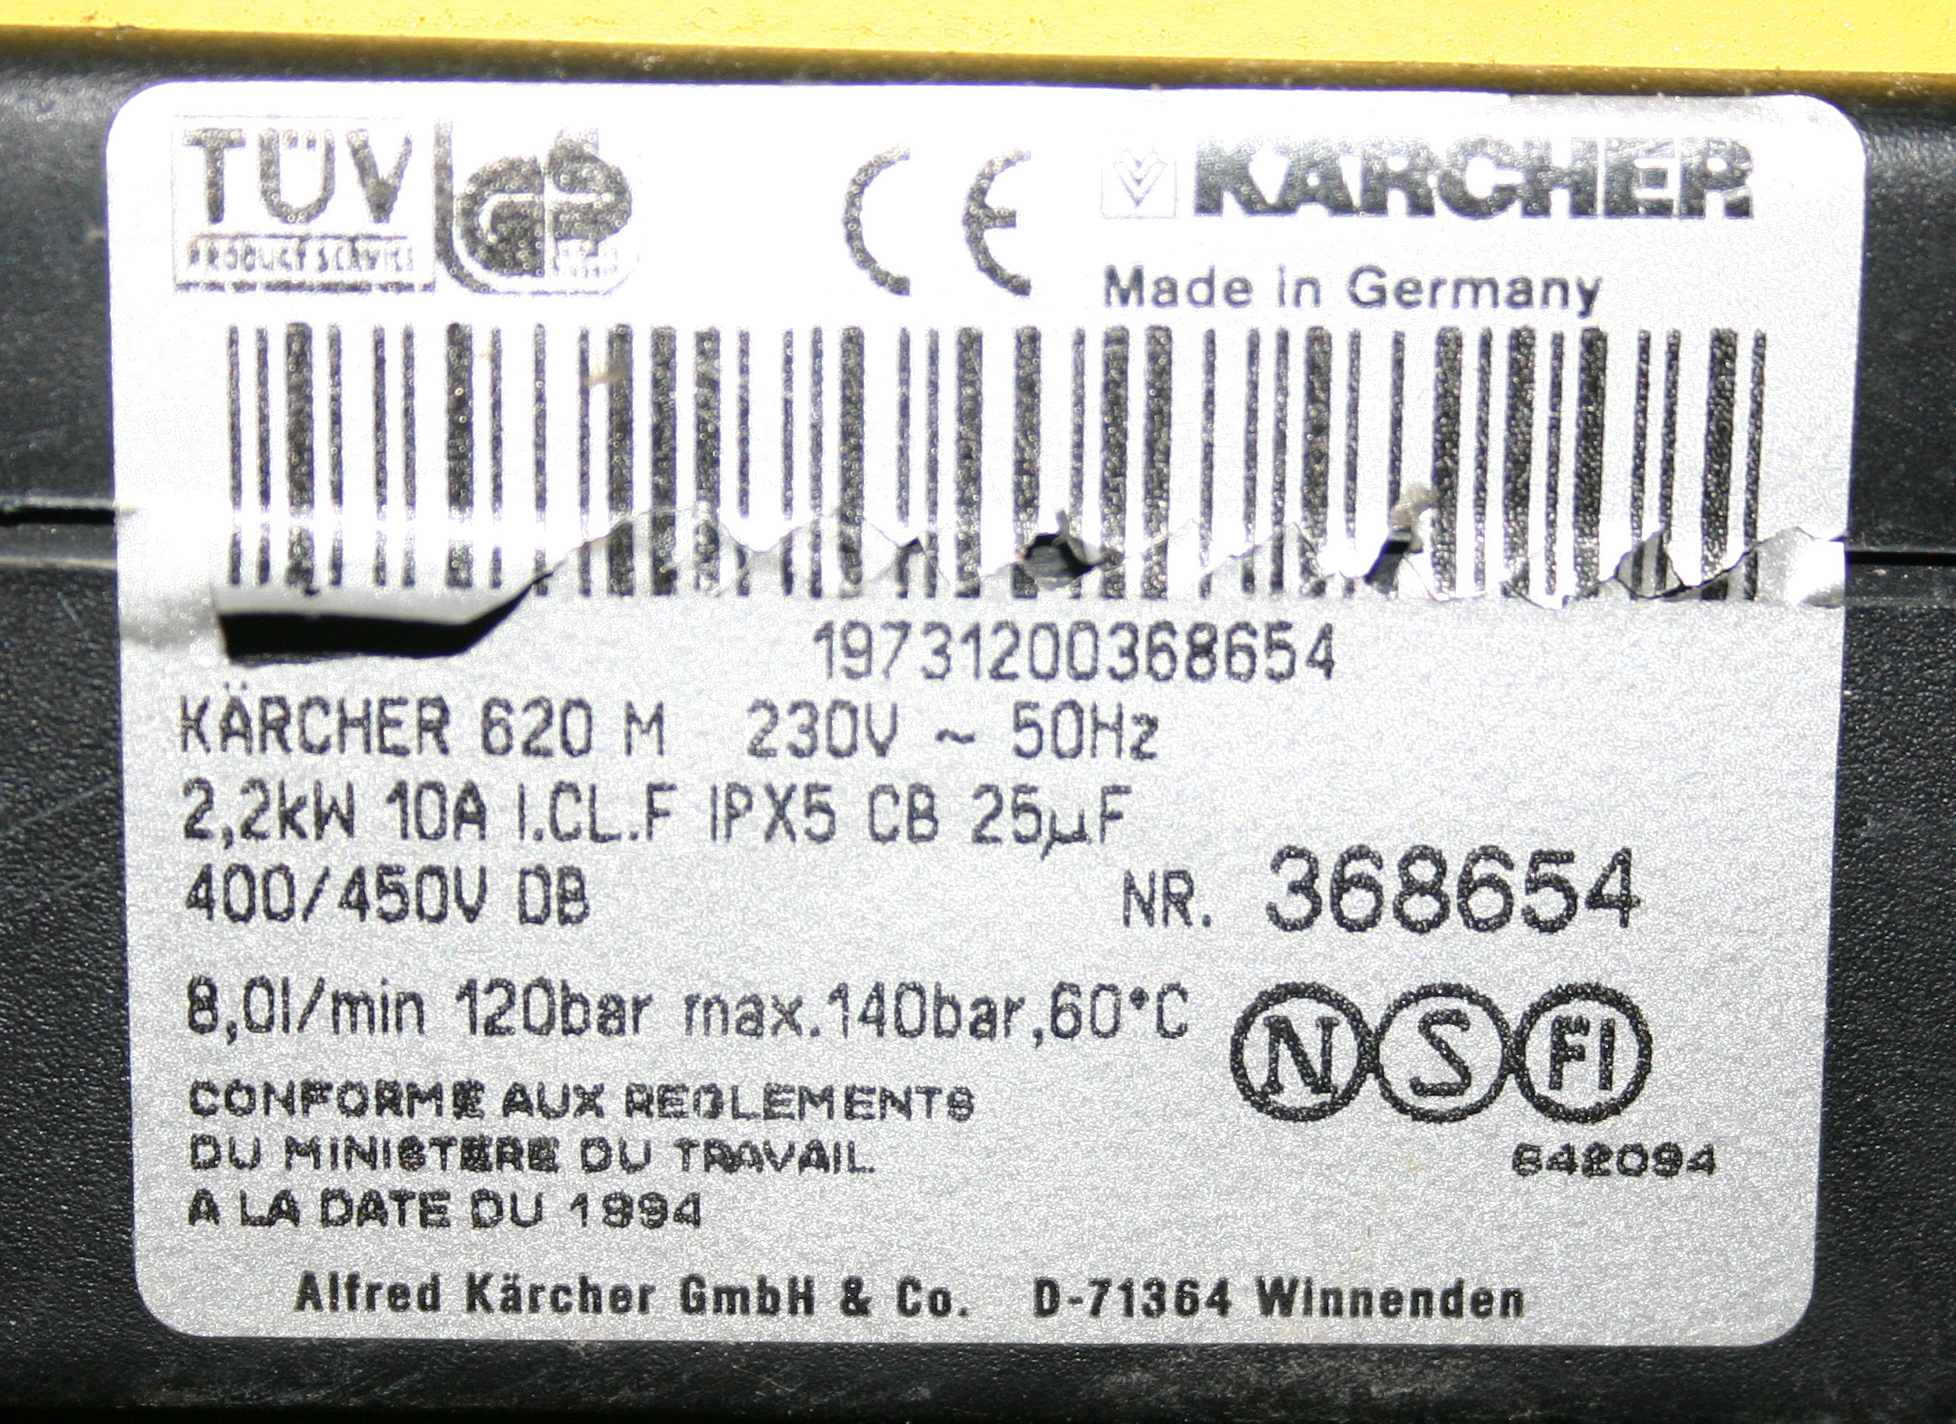 TÜV
PRODUCT SERVICE
GS
CE
KÄRCHER
Made in Germany
19731200368654
KÄRCHER 620 M 230V ~ 50Hz
2,2kW 10A I.CL.F IPX5 CB 25µF
400/450V DB
NR. 368654
8,0l/min 120bar max.140bar,60°C
N S FI
CONFORME AUX REGLEMENTS
DU MINISTERE DU TRAVAIL
642094
A LA DATE DU 1994
Alfred Kärcher GmbH & Co. D-71364 Winnenden